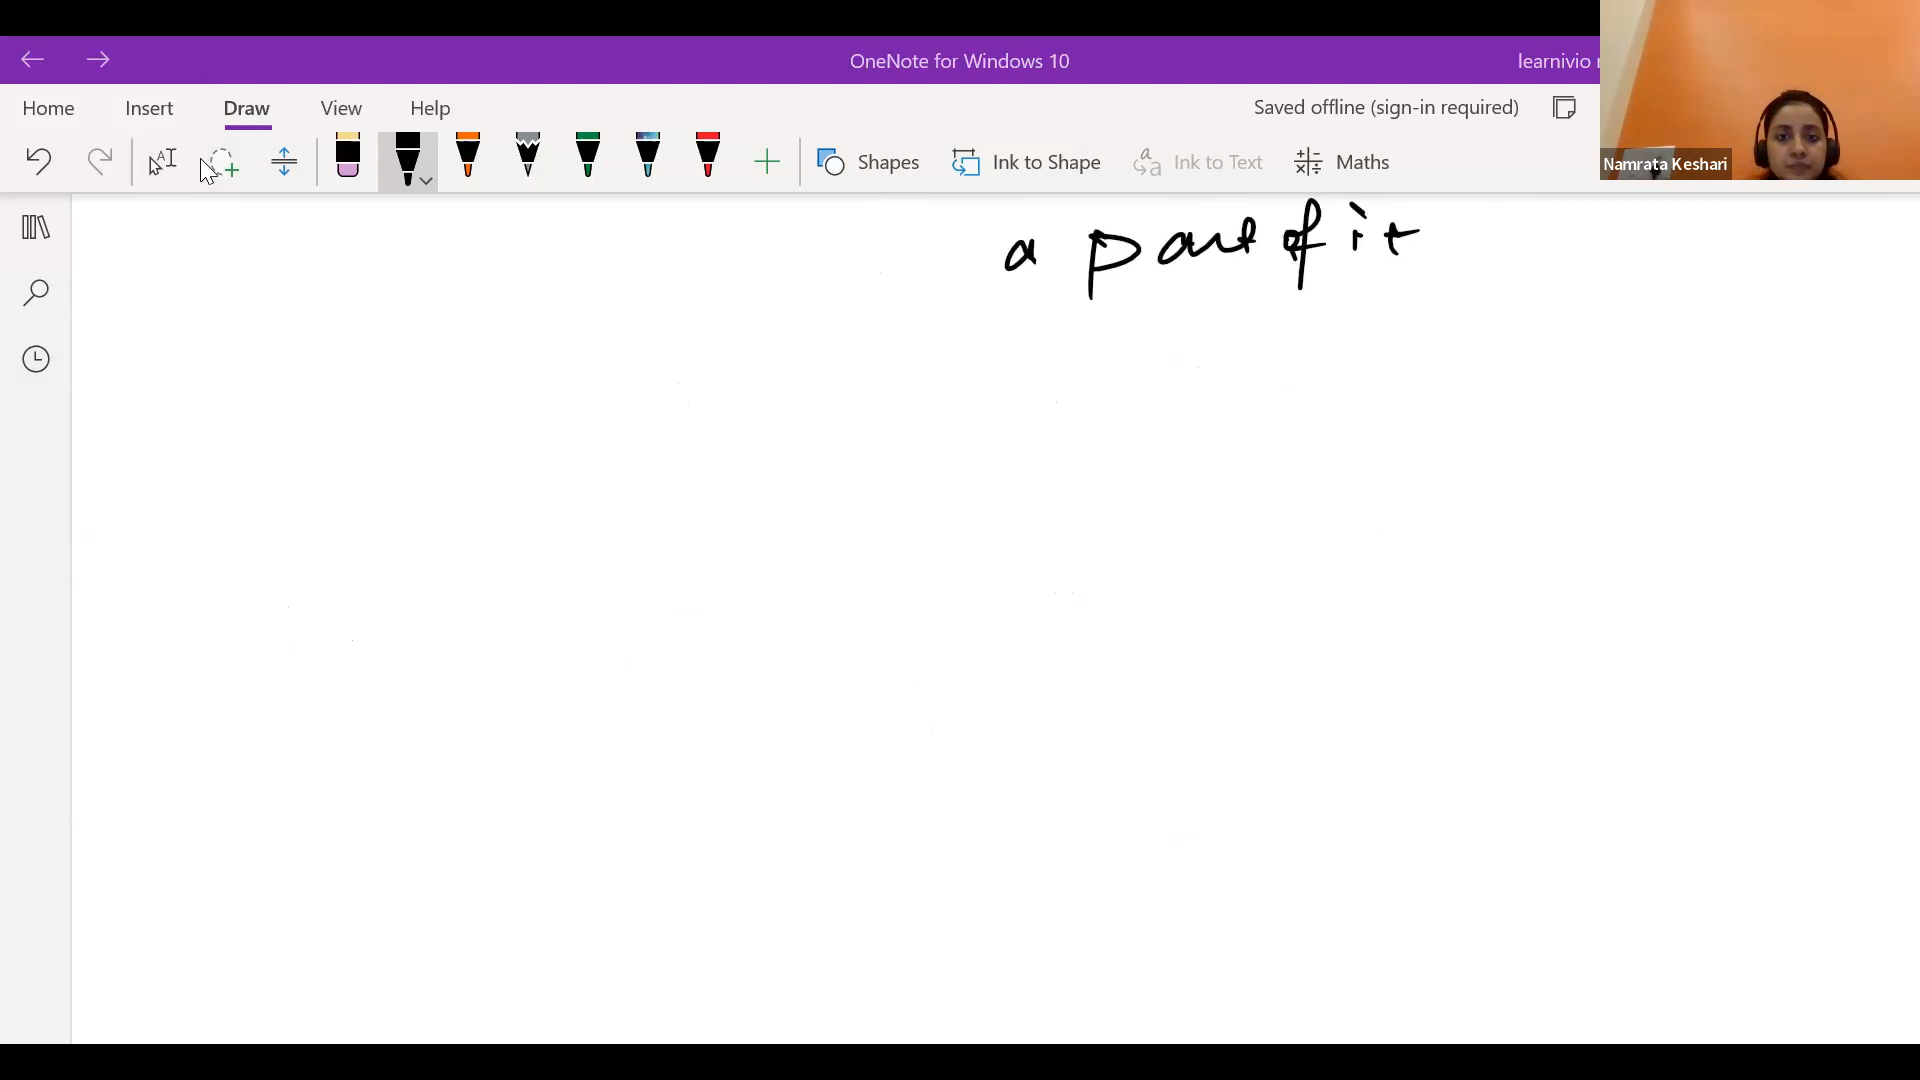 OneNote for Windows 10
learnivio
Home Insert Draw View Help
Saved offline (sign-in required)
Shapes Ink to Shape Ink to Text Maths
Namrata Keshari
a part of it